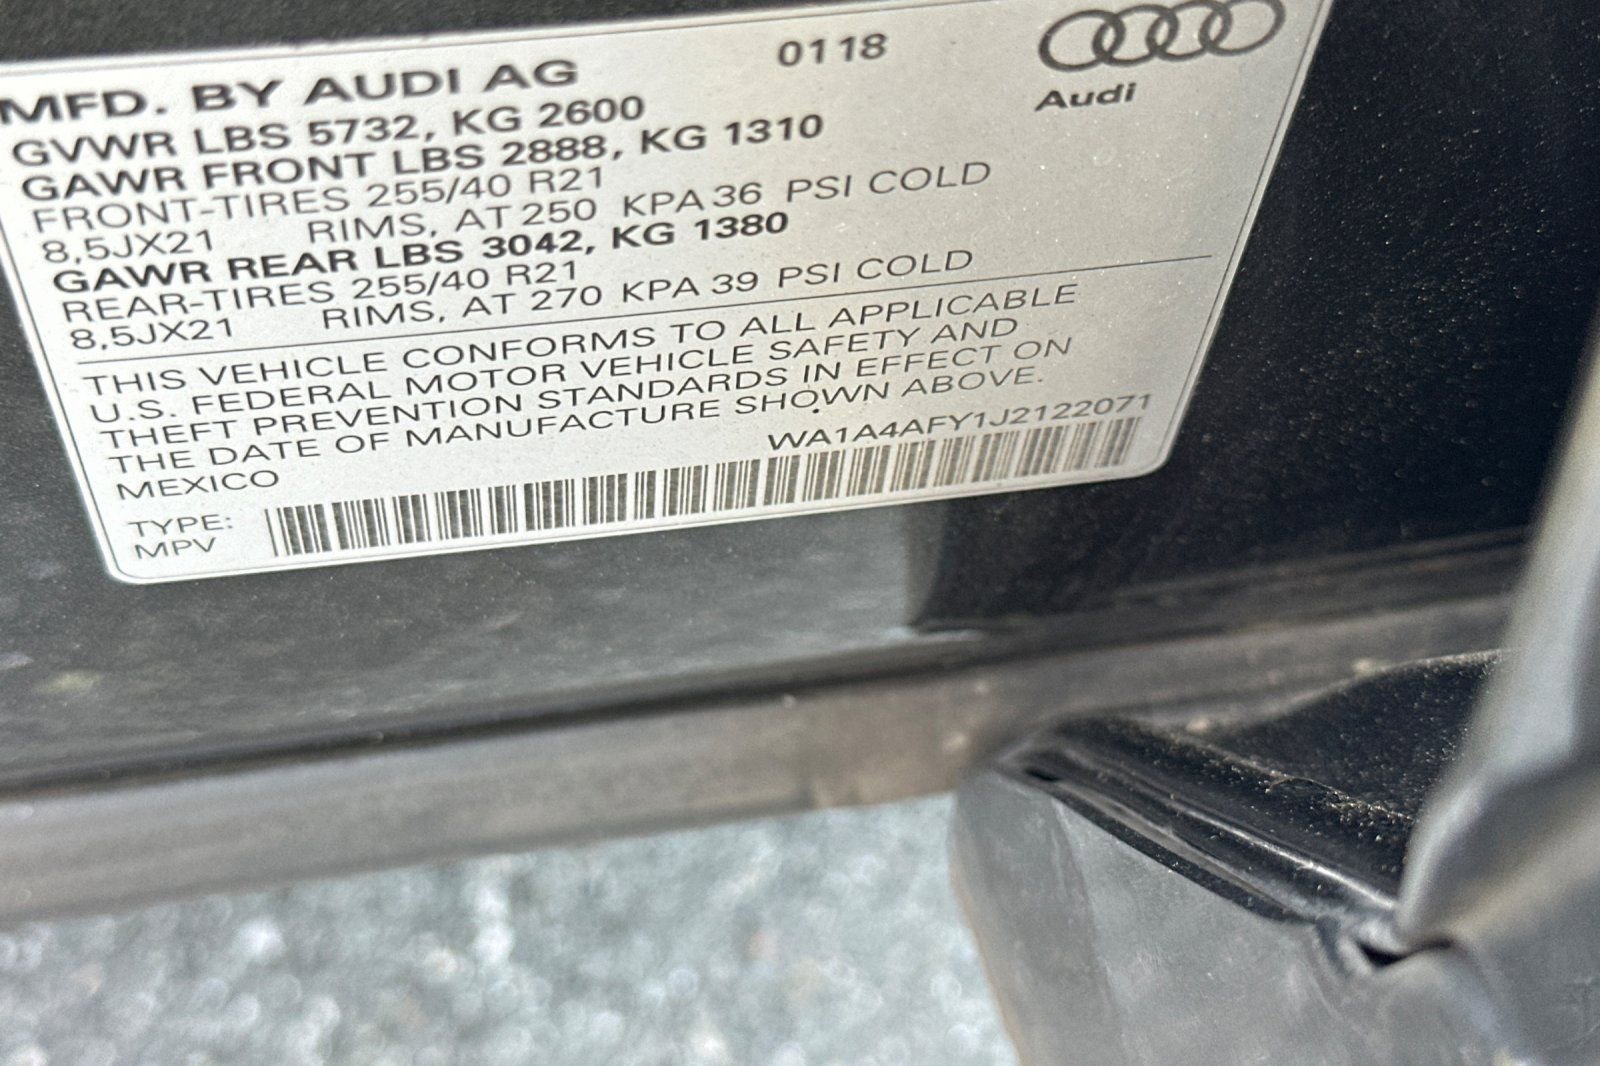 MFD. BY AUDI AG 0118
Audi
GVWR LBS 5732, KG 2600
GAWR FRONT LBS 2888, KG 1310
FRONT-TIRES 255/40 R21
8,5JX21 RIMS, AT 250 KPA 36 PSI COLD
GAWR REAR LBS 3042, KG 1380
REAR-TIRES 255/40 R21
8,5JX21 RIMS, AT 270 KPA 39 PSI COLD
THIS VEHICLE CONFORMS TO ALL APPLICABLE
U.S. FEDERAL MOTOR VEHICLE SAFETY AND
THEFT PREVENTION STANDARDS IN EFFECT ON
THE DATE OF MANUFACTURE SHOWN ABOVE.
MEXICO WA1A4AFY1J2122071
TYPE:
MPV